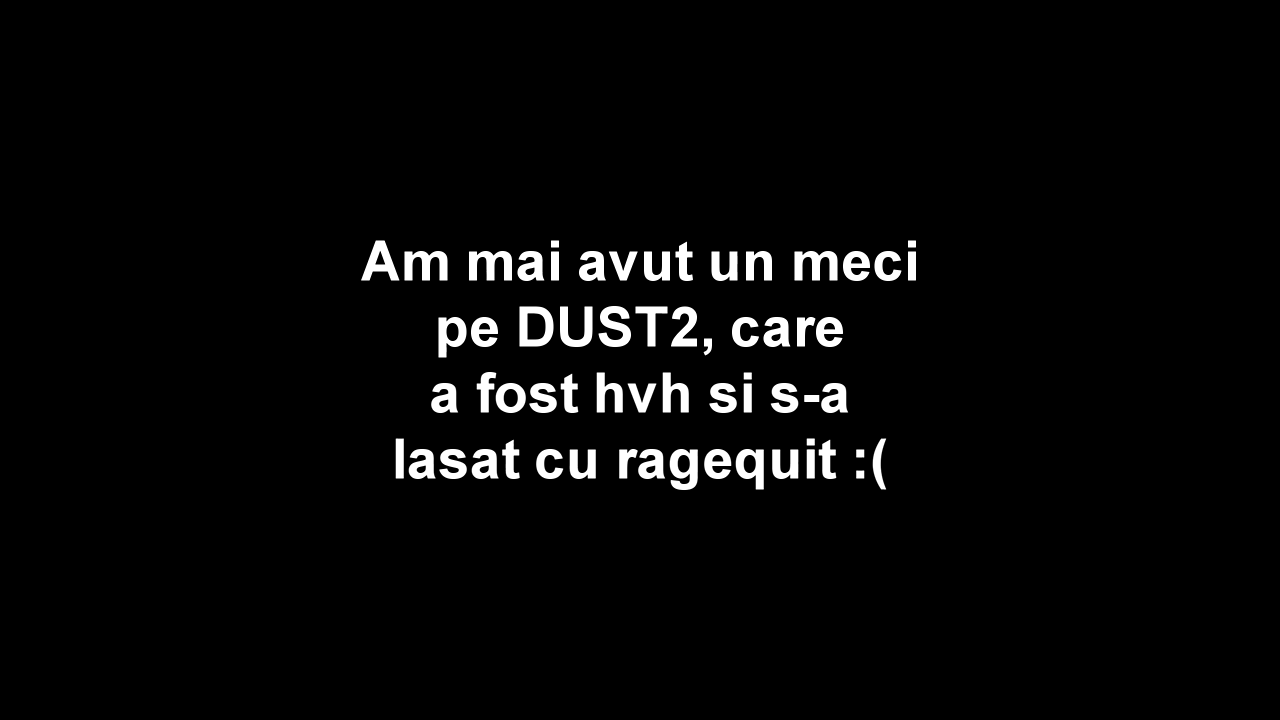 Am mai avut un meci
pe DUST2, care
a fost hvh si s-a
lasat cu ragequit :(